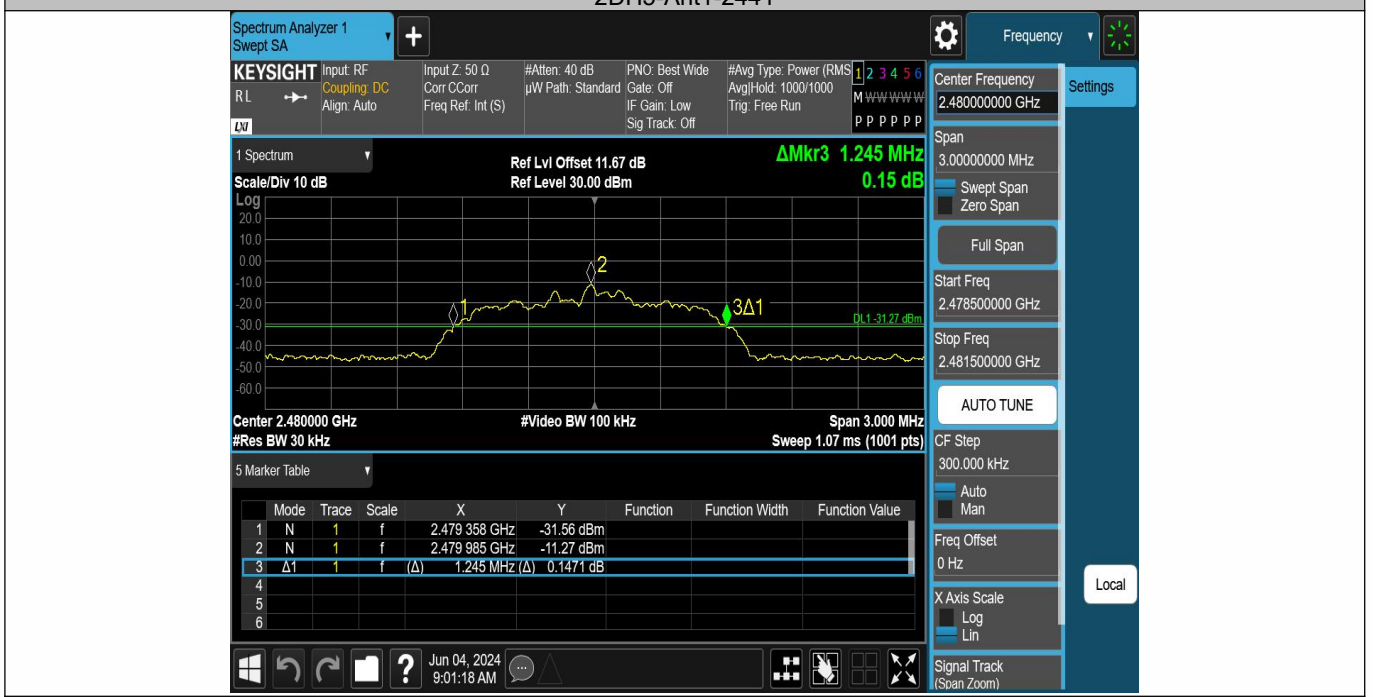 2DH5-Ant1-2441
Spectrum Analyzer 1
Swept SA
Frequency
KEYSIGHT
RL
LXI
Input: RF
Coupling: DC
Align: Auto
Input Z: 50 Ω
Corr CCorr
Freq Ref: Int (S)
#Atten: 40 dB
µW Path: Standard
PNO: Best Wide
Gate: Off
IF Gain: Low
Sig Track: Off
#Avg Type: Power (RMS
Avg|Hold: 1000/1000
Trig: Free Run
1 2 3 4 5 6
M W W W W W
P P P P P P
1 Spectrum
Scale/Div 10 dB
Ref Lvl Offset 11.67 dB
Ref Level 30.00 dBm
ΔMkr3 1.245 MHz
0.15 dB
Log
20.0
10.0
0.00
-10.0
-20.0
-30.0
-40.0
-50.0
-60.0
1
2
3Δ1
DL1 -31.27 dBm
Center 2.480000 GHz
#Res BW 30 kHz
#Video BW 100 kHz
Span 3.000 MHz
Sweep 1.07 ms (1001 pts)
5 Marker Table
Mode Trace Scale X Y Function Function Width Function Value
1 N 1 f 2.479 358 GHz -31.56 dBm
2 N 1 f 2.479 985 GHz -11.27 dBm
3 Δ1 1 f (Δ) 1.245 MHz (Δ) 0.1471 dB
4
5
6
Jun 04, 2024
9:01:18 AM
Center Frequency
2.480000000 GHz
Settings
Span
3.00000000 MHz
Swept Span
Zero Span
Full Span
Start Freq
2.478500000 GHz
Stop Freq
2.481500000 GHz
AUTO TUNE
CF Step
300.000 kHz
Auto
Man
Freq Offset
0 Hz
X Axis Scale
Log
Lin
Local
Signal Track
(Span Zoom)